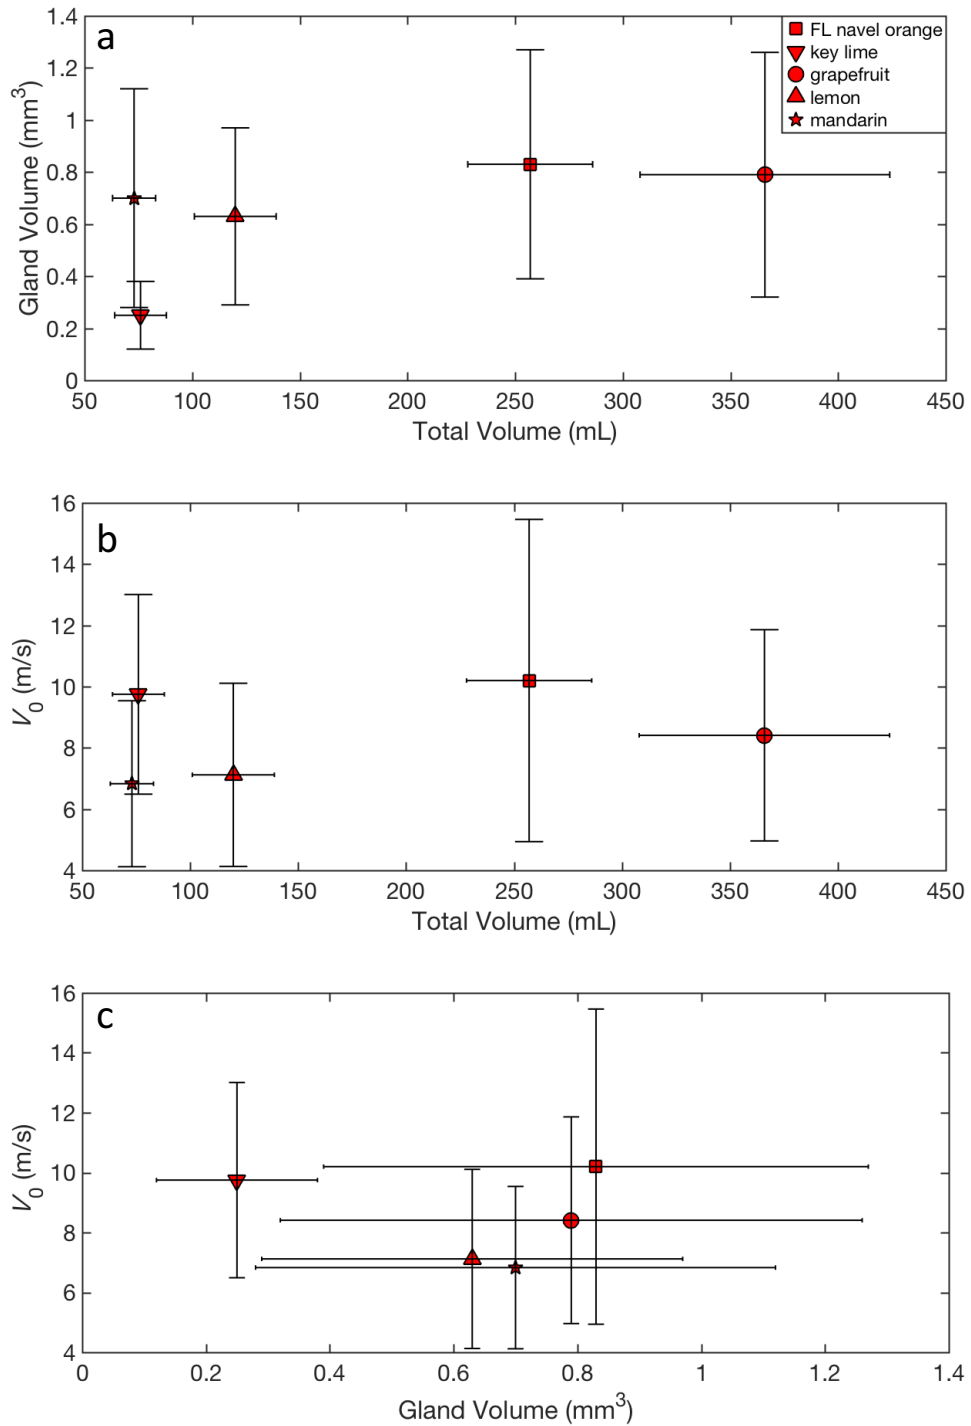 a
FL navel orange
key lime
grapefruit
lemon
mandarin
1.4
1.2
1
0.8
0.6
0.4
0.2
0
Gland Volume (mm³)
50 100 150 200 250 300 350 400 450
Total Volume (mL)
b
16
14
12
10
8
6
4
V₀ (m/s)
50 100 150 200 250 300 350 400 450
Total Volume (mL)
c
16
14
12
10
8
6
4
V₀ (m/s)
0 0.2 0.4 0.6 0.8 1 1.2 1.4
Gland Volume (mm³)